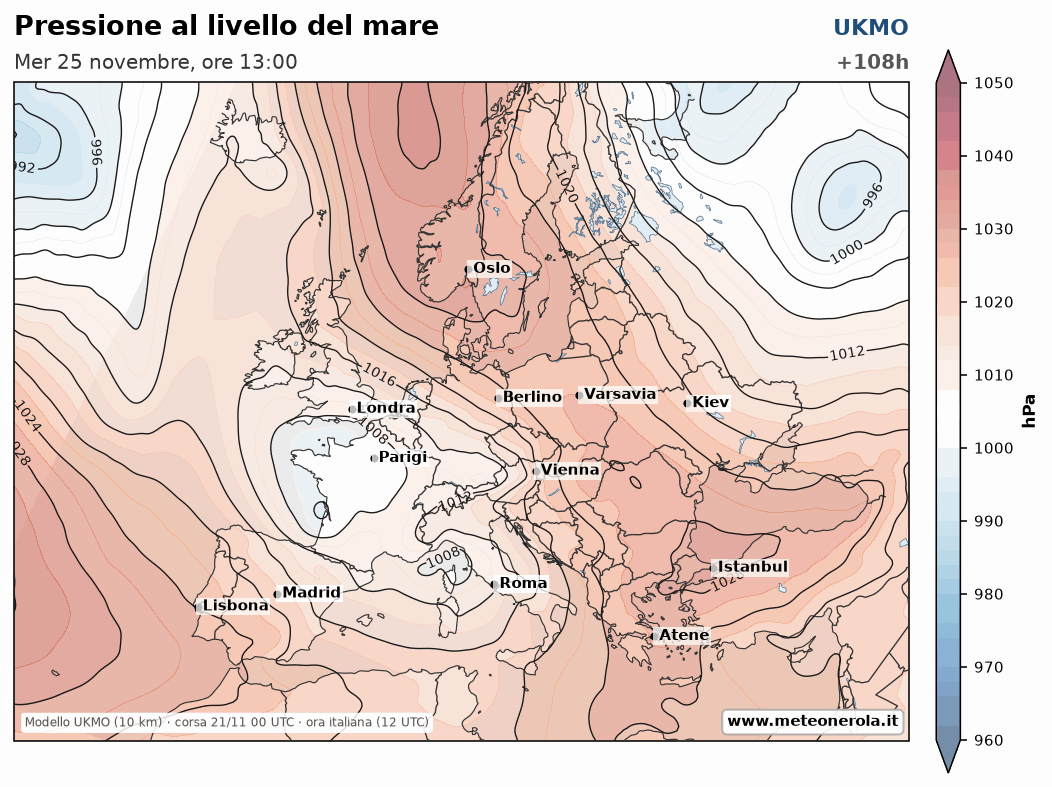 Pressione al livello del mare
UKMO
Mer 25 novembre, ore 13:00
+108h
1050
1040
1030
1020
1010
1000
990
980
970
960
hPa
996
992
1020
996
1000
Oslo
1012
1016
1024
Berlino
Varsavia
Kiev
Londra
008
028
Parigi
Vienna
1012
1008
Istanbul
Roma
Madrid
Lisbona
Atene
Modello UKMO (10 km) · corsa 21/11 00 UTC · ora italiana (12 UTC)
www.meteonerola.it